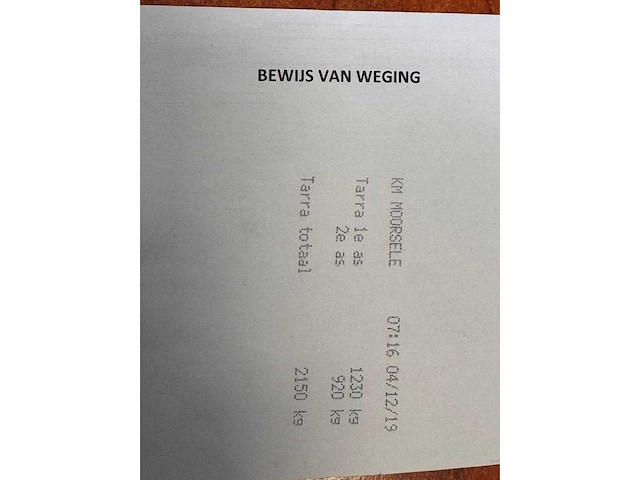 BEWIJS VAN WEGING
KM MOORSELE 07:16 04/12/19
Tarra 1e as 1230 kg
2e as 920 kg
Tarra totaal 2150 kg